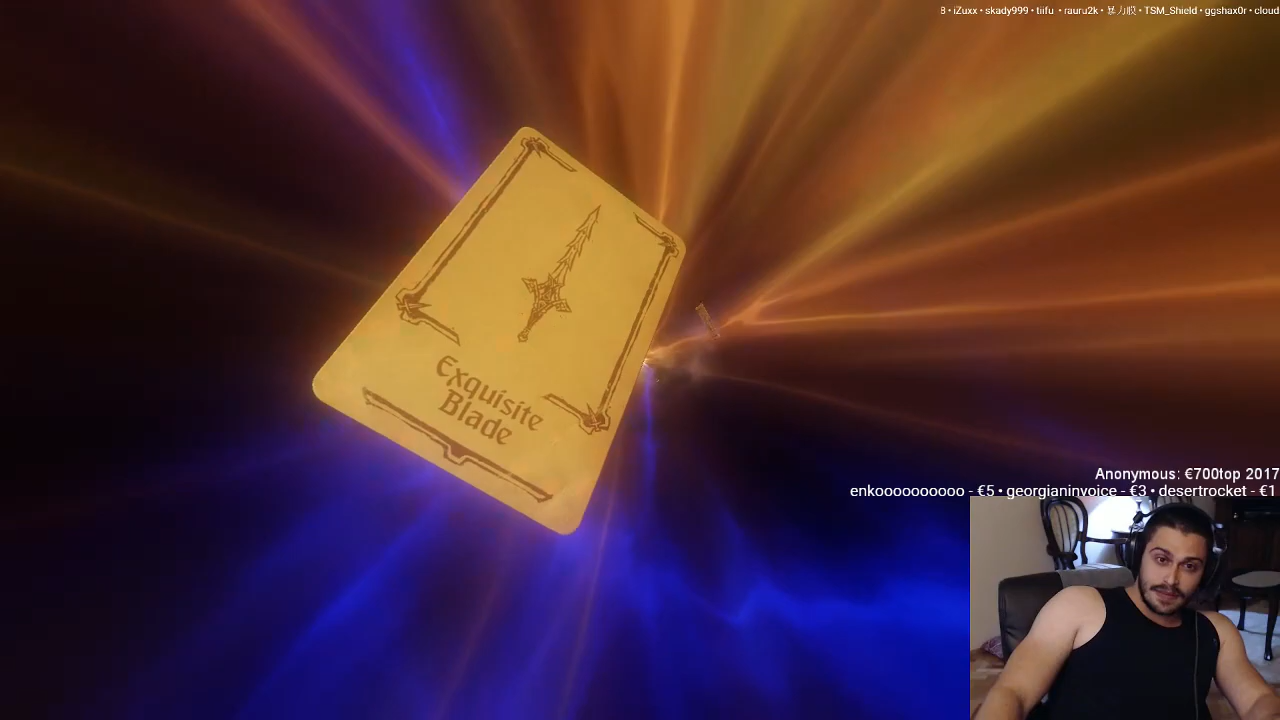 8 • iZuxx • skady999 • tiifu • rauru2k • 暴力膜 • TSM_Shield • ggshax0r • cloud
Exquisite
Blade
Anonymous: €700top 2017
enkoooooooooo - €5 • georgianinvoice - €3 • desertrocket - €1